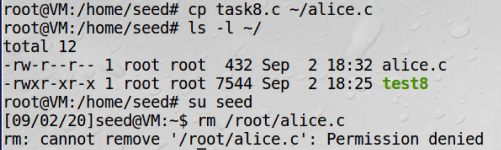 root@VM:/home/seed# cp task8.c ~/alice.c
root@VM:/home/seed# ls -l ~/
total 12
-rw-r--r-- 1 root root  432 Sep  2 18:32 alice.c
-rwxr-xr-x 1 root root 7544 Sep  2 18:25 test8
root@VM:/home/seed# su seed
[09/02/20]seed@VM:~$ rm /root/alice.c
rm: cannot remove '/root/alice.c': Permission denied